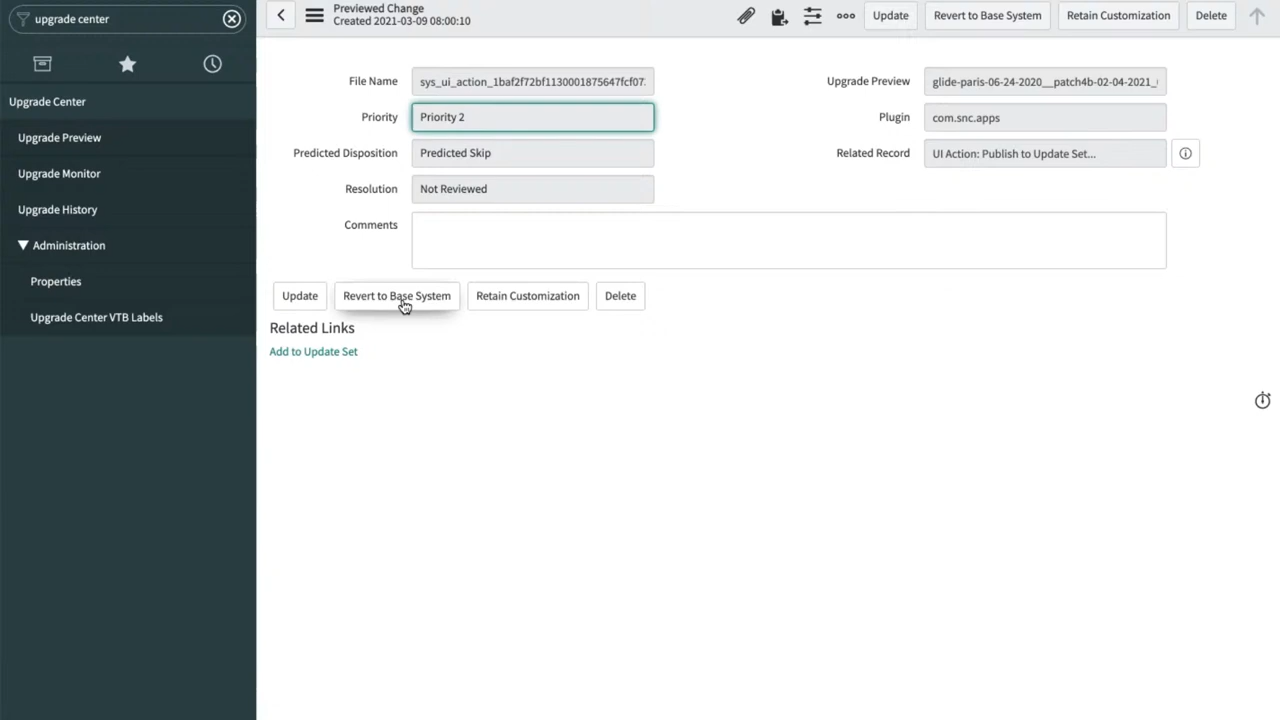 upgrade center
Upgrade Center
Upgrade Preview
Upgrade Monitor
Upgrade History
Administration
Properties
Upgrade Center VTB Labels
Previewed Change
Created 2021-03-09 08:00:10
Update
Revert to Base System
Retain Customization
Delete
File Name
sys_ui_action_1baf2f72bf1130001875647fcf07.
Priority
Priority 2
Predicted Disposition
Predicted Skip
Resolution
Not Reviewed
Comments
Upgrade Preview
glide-paris-06-24-2020__patch4b-02-04-2021_
Plugin
com.snc.apps
Related Record
UI Action: Publish to Update Set...
Update
Revert to Base System
Retain Customization
Delete
Related Links
Add to Update Set